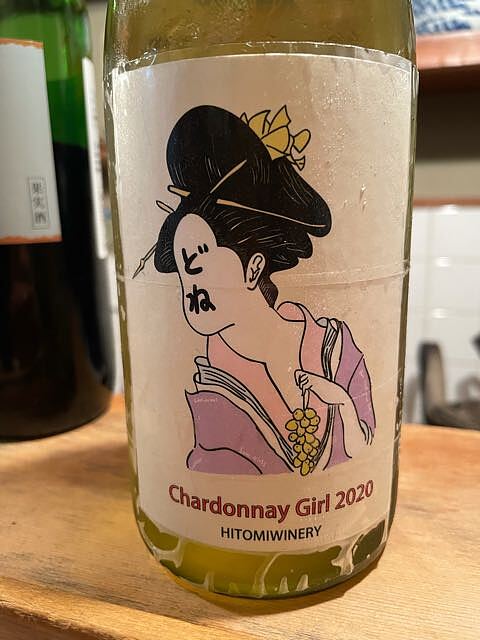 果実酒
どね
Chardonnay Girl 2020
HITOMIWINERY